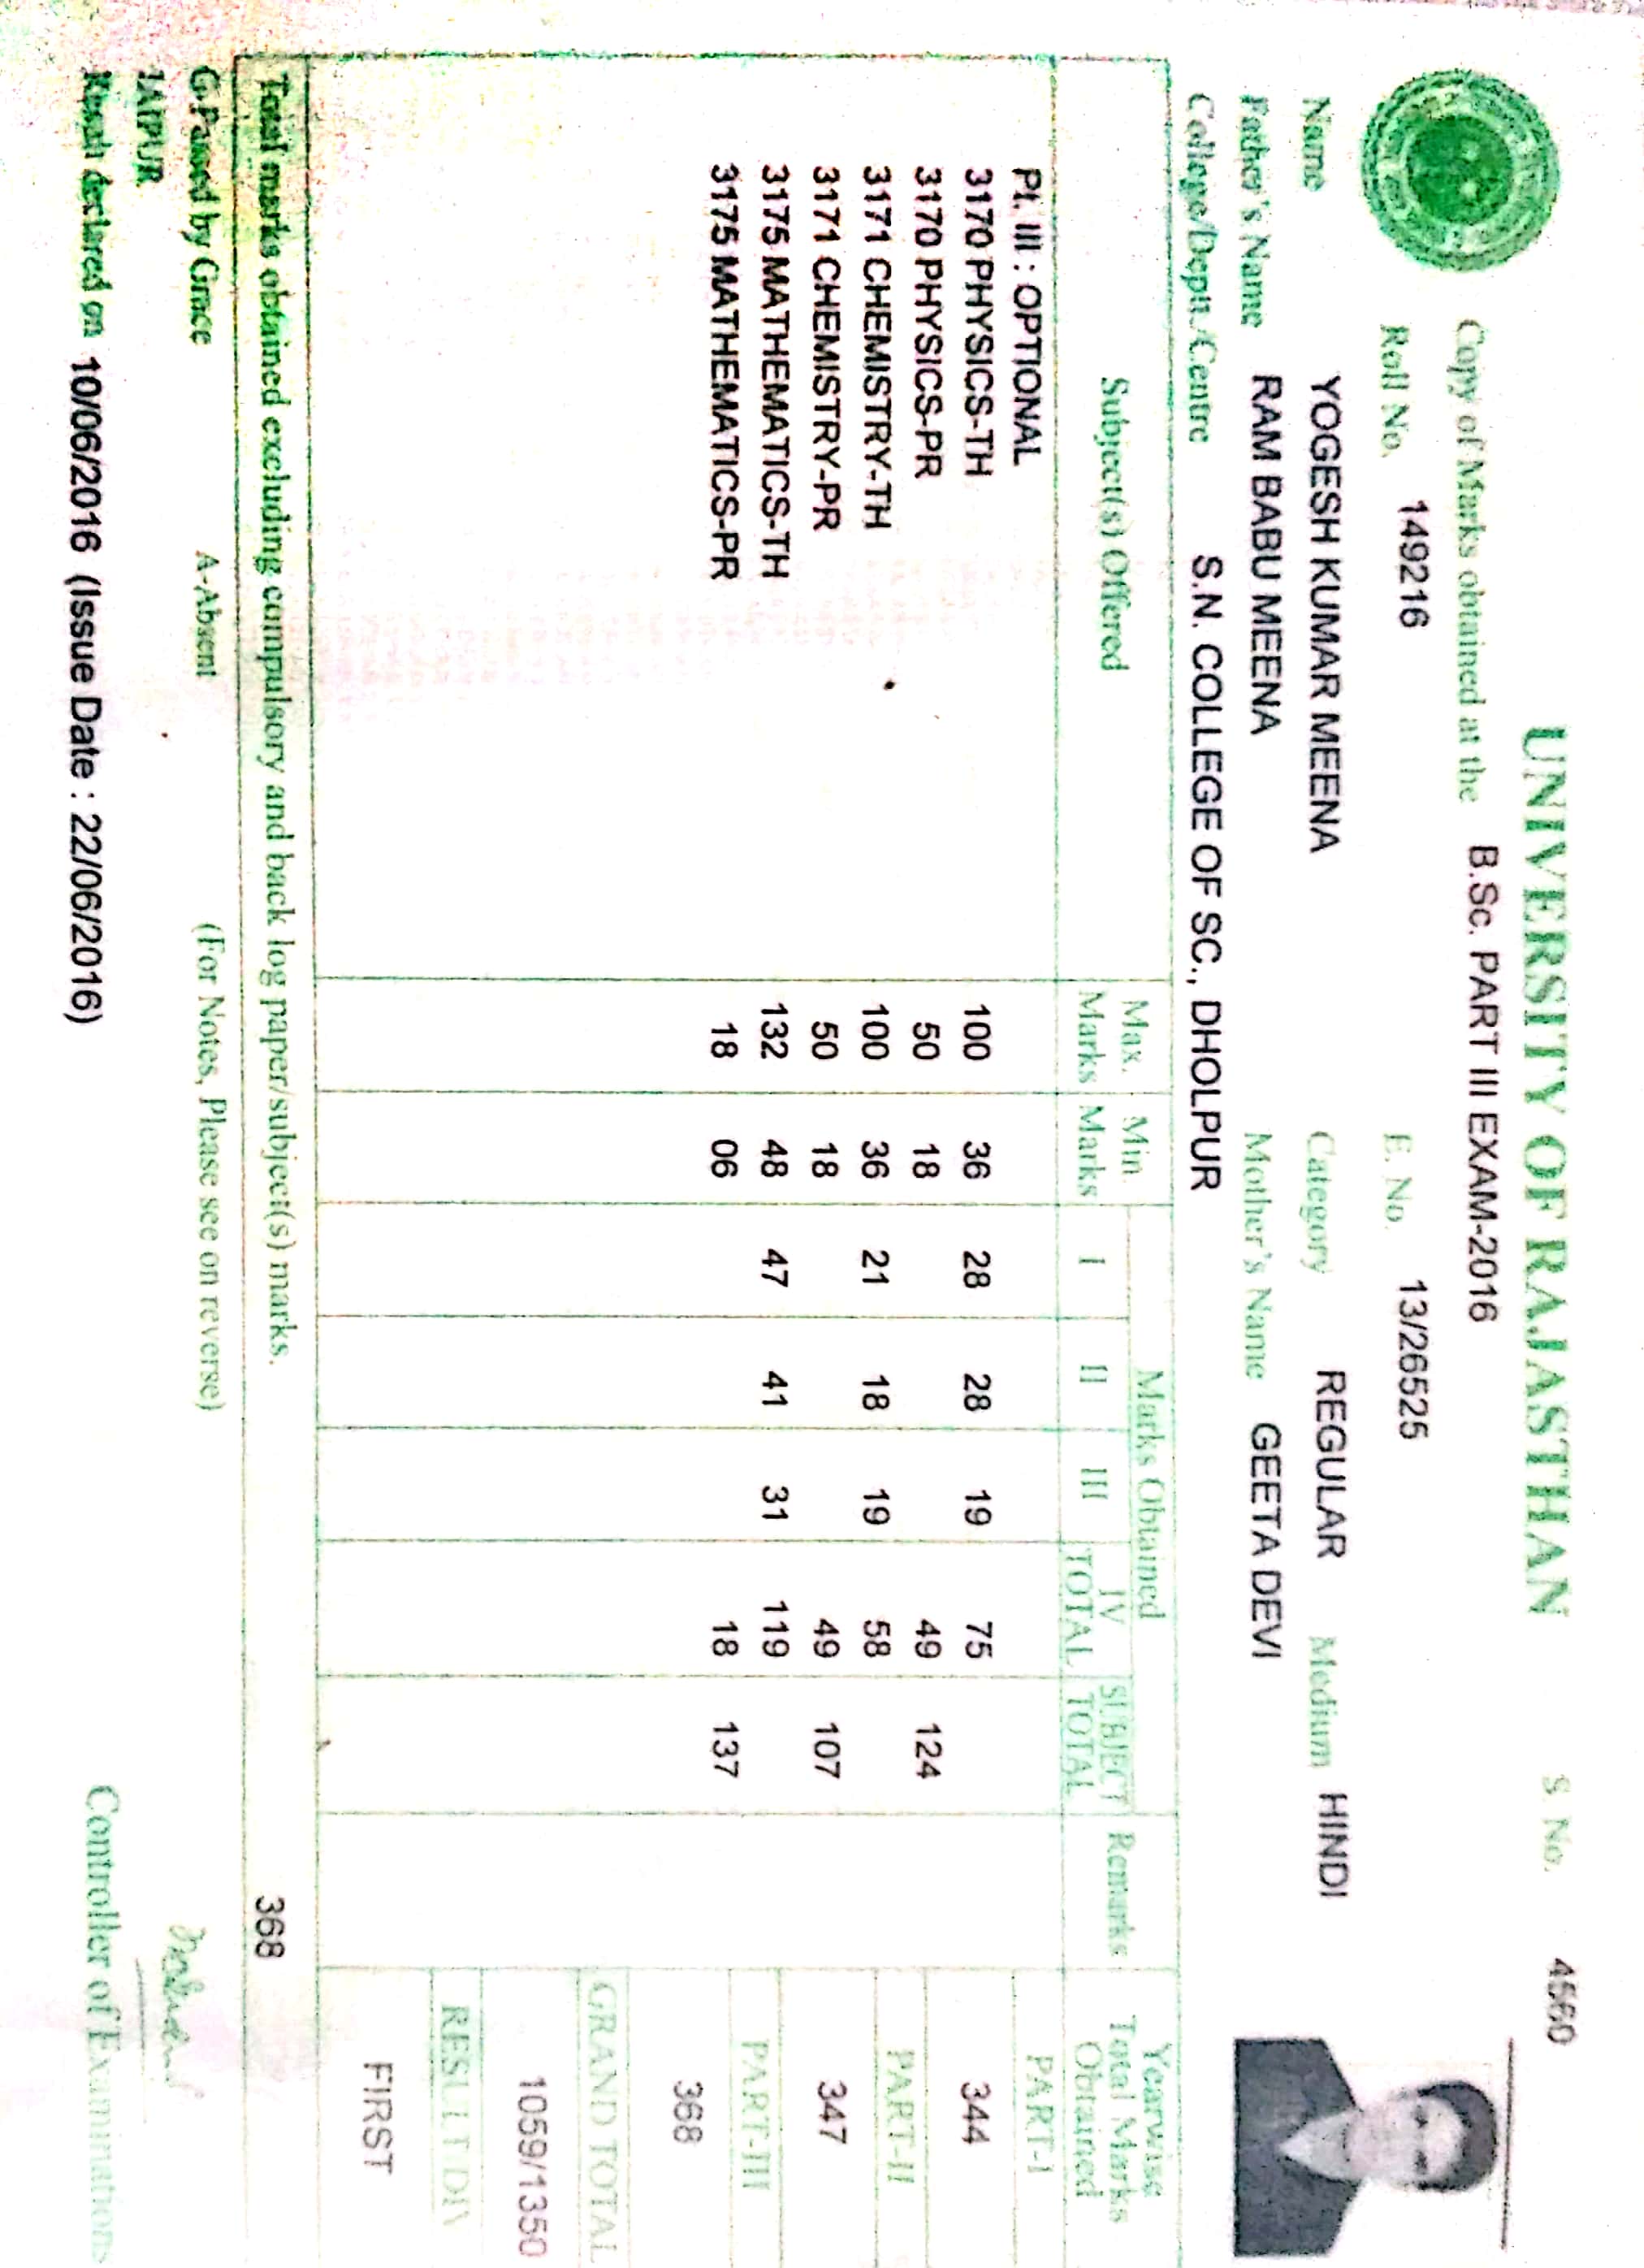 UNIVERSITY OF RAJASTHAN
S No. 4560
Copy of Marks obtained at the B.Sc. PART III EXAM-2016
Roll No. 149216 E. No. 13/26525
Name YOGESH KUMAR MEENA Category REGULAR Medium HINDI
Father's Name RAM BABU MEENA Mother's Name GEETA DEVI
College/Deptt./Centre S.N. COLLEGE OF SC., DHOLPUR
Subject(s) Offered Max. Marks Min. Marks Marks Obtained I II III IV TOTAL SUBJECT TOTAL Remarks Yearwise Total Marks Obtained
Pt. III : OPTIONAL PART-I
3170 PHYSICS-TH 100 36 28 28 19 75 344
3170 PHYSICS-PR 50 18 49 124
3171 CHEMISTRY-TH 100 36 21 18 19 58 PART-II
3171 CHEMISTRY-PR 50 18 49 107 347
3175 MATHEMATICS-TH 132 48 47 41 31 119 PART-III
3175 MATHEMATICS-PR 18 06 18 137 368
GRAND TOTAL
1059/1350
RESULT DIV
FIRST
Total marks obtained excluding compulsory and back log paper/subject(s) marks. 368
G-Passed by Grace A-Absent (For Notes, Please see on reverse)
JAIPUR
Result declared on 10/06/2016 (Issue Date : 22/06/2016) Controller of Examinations